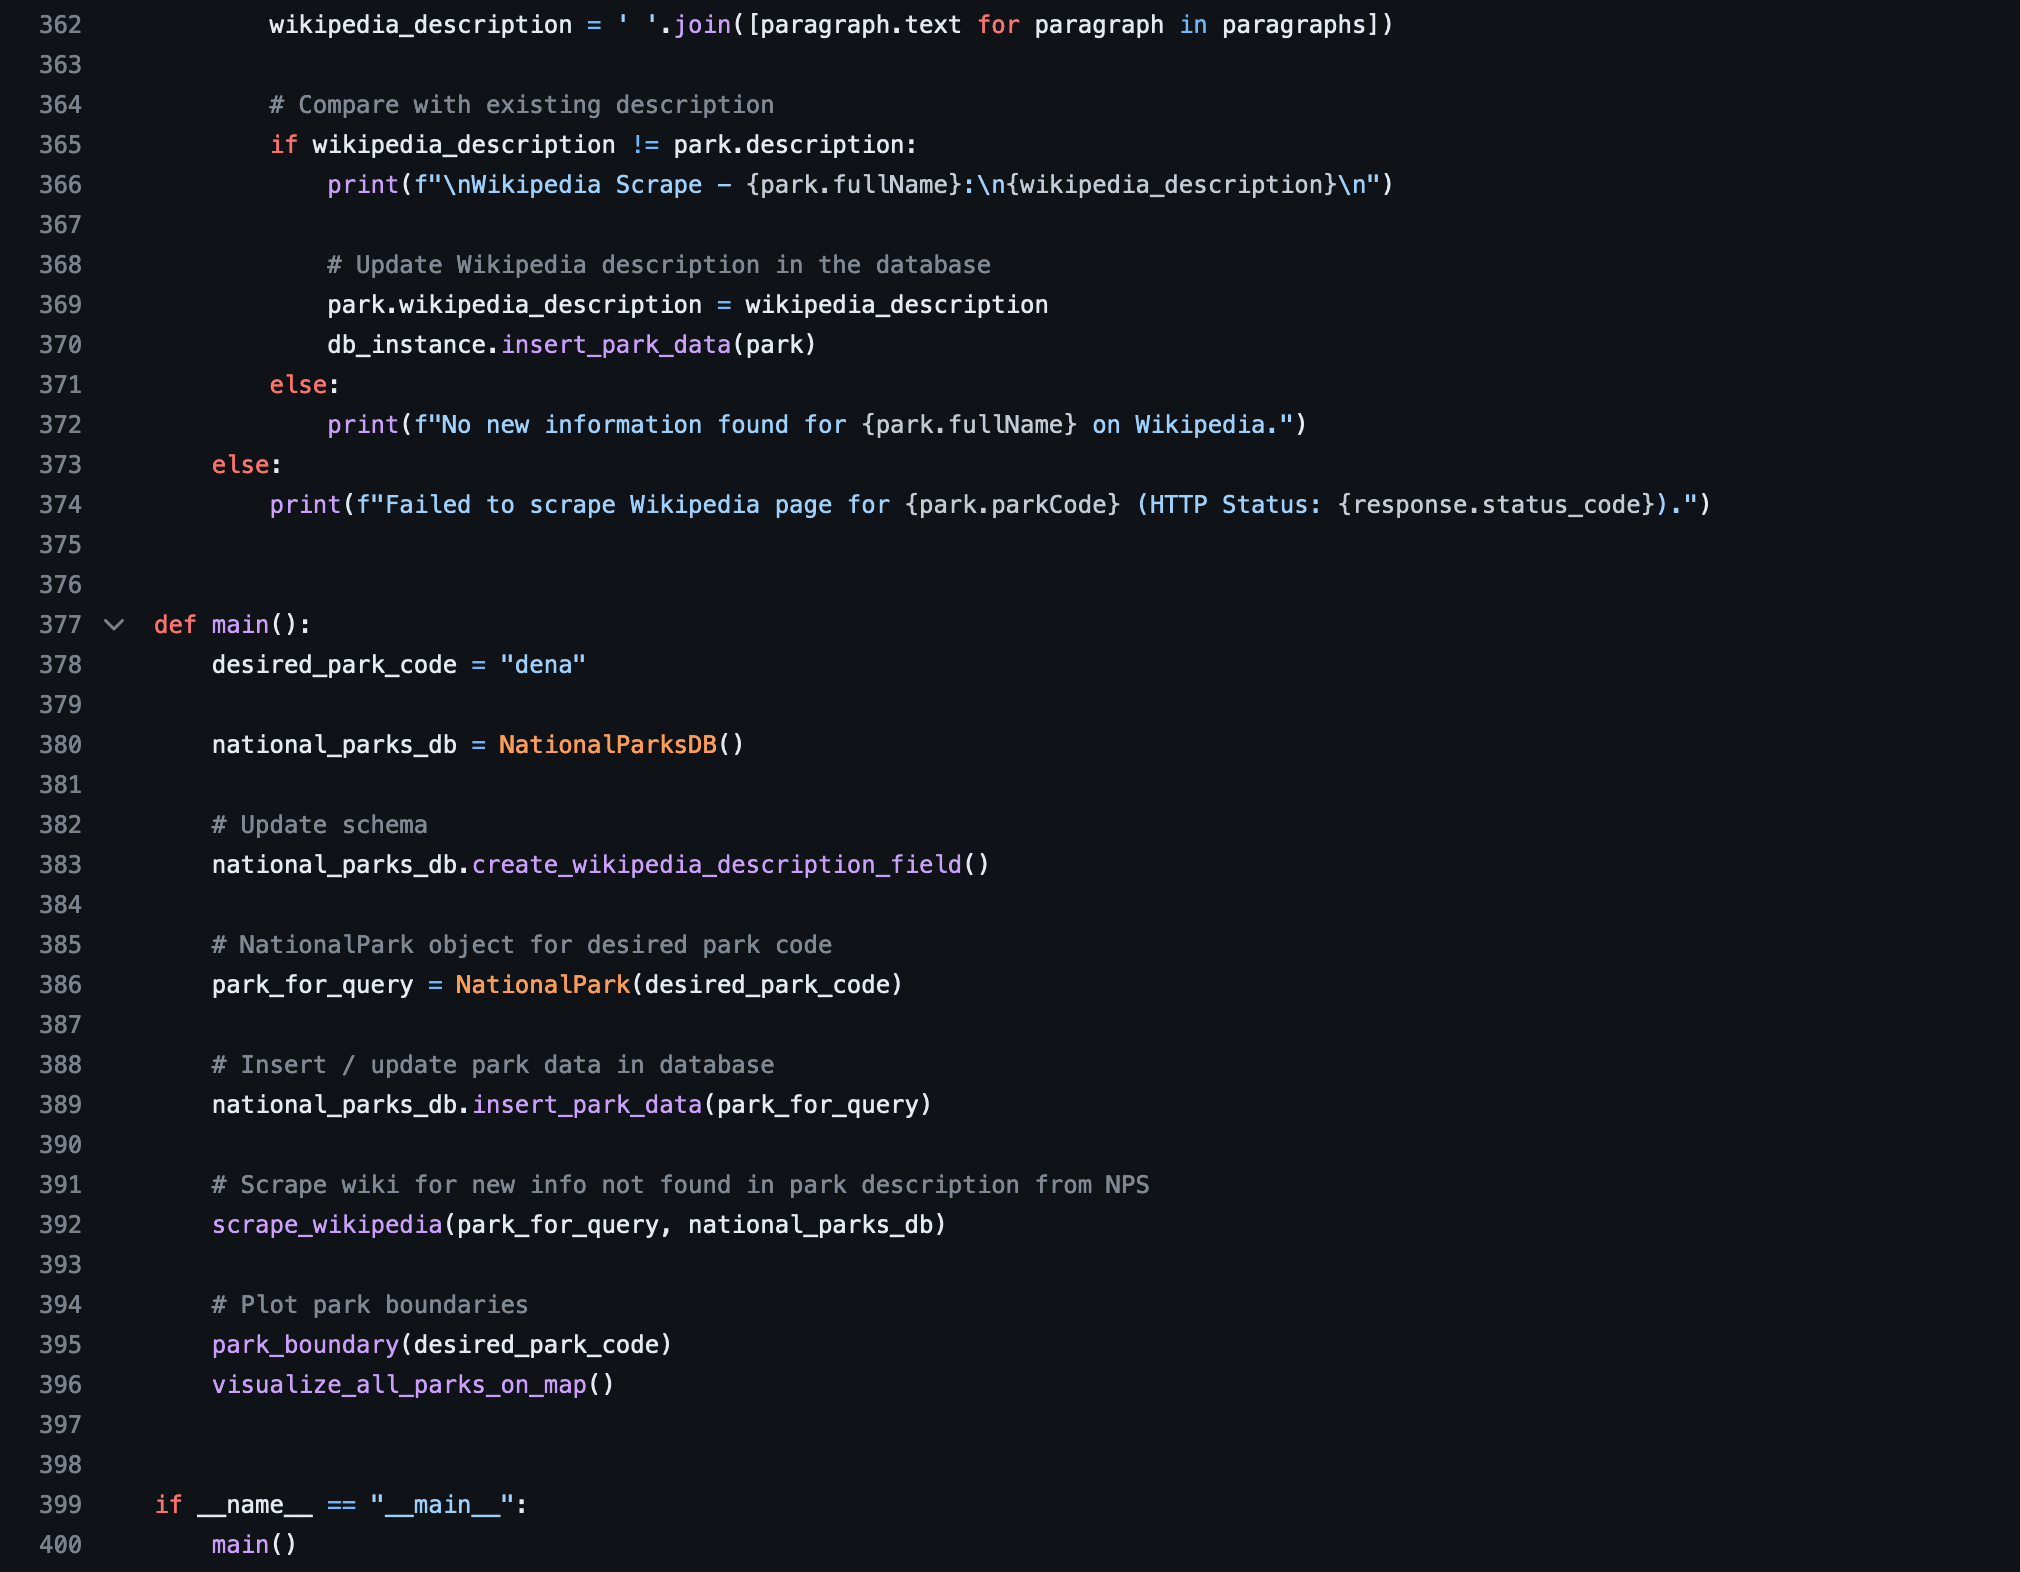 362 wikipedia_description = ' '.join([paragraph.text for paragraph in paragraphs])
363
364 # Compare with existing description
365 if wikipedia_description != park.description:
366 print(f"\nWikipedia Scrape – {park.fullName}:\n{wikipedia_description}\n")
367
368 # Update Wikipedia description in the database
369 park.wikipedia_description = wikipedia_description
370 db_instance.insert_park_data(park)
371 else:
372 print(f"No new information found for {park.fullName} on Wikipedia.")
373 else:
374 print(f"Failed to scrape Wikipedia page for {park.parkCode} (HTTP Status: {response.status_code}).")
375
376
377 def main():
378 desired_park_code = "dena"
379
380 national_parks_db = NationalParksDB()
381
382 # Update schema
383 national_parks_db.create_wikipedia_description_field()
384
385 # NationalPark object for desired park code
386 park_for_query = NationalPark(desired_park_code)
387
388 # Insert / update park data in database
389 national_parks_db.insert_park_data(park_for_query)
390
391 # Scrape wiki for new info not found in park description from NPS
392 scrape_wikipedia(park_for_query, national_parks_db)
393
394 # Plot park boundaries
395 park_boundary(desired_park_code)
396 visualize_all_parks_on_map()
397
398
399 if __name__ == "__main__":
400 main()